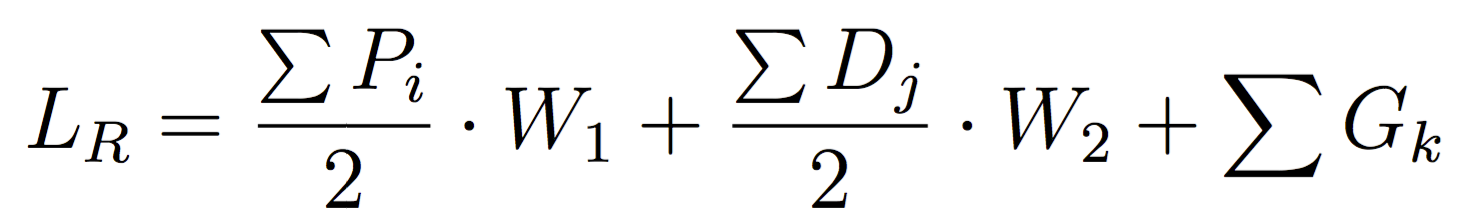 L_R = \frac{\sum P_i}{2} \cdot W_1 + \frac{\sum D_j}{2} \cdot W_2 + \sum G_k